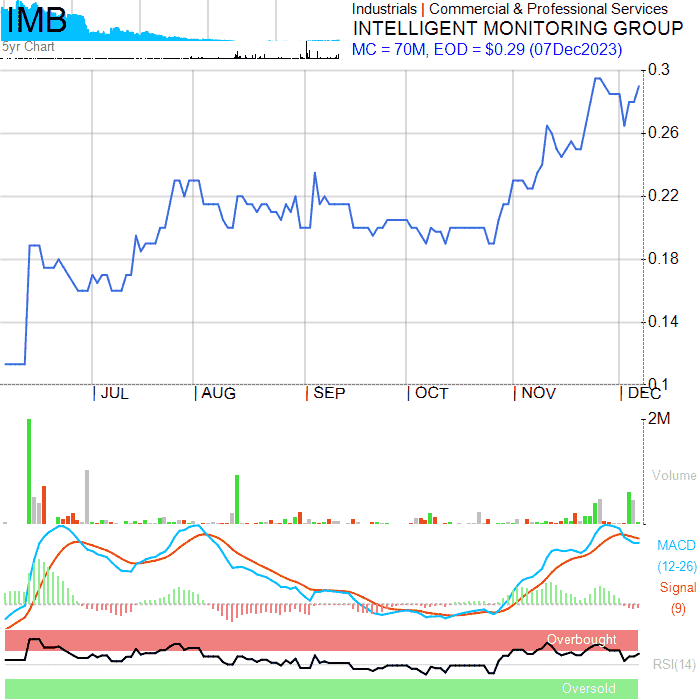 IMB
5yr Chart
Industrials | Commercial & Professional Services
INTELLIGENT MONITORING GROUP
MC = 70M, EOD = $0.29 (07Dec2023)
0.3
0.26
0.22
0.18
0.14
0.1
JUL AUG SEP OCT NOV DEC
2M
Volume
MACD
(12-26)
Signal
(9)
Overbought
RSI(14)
Oversold